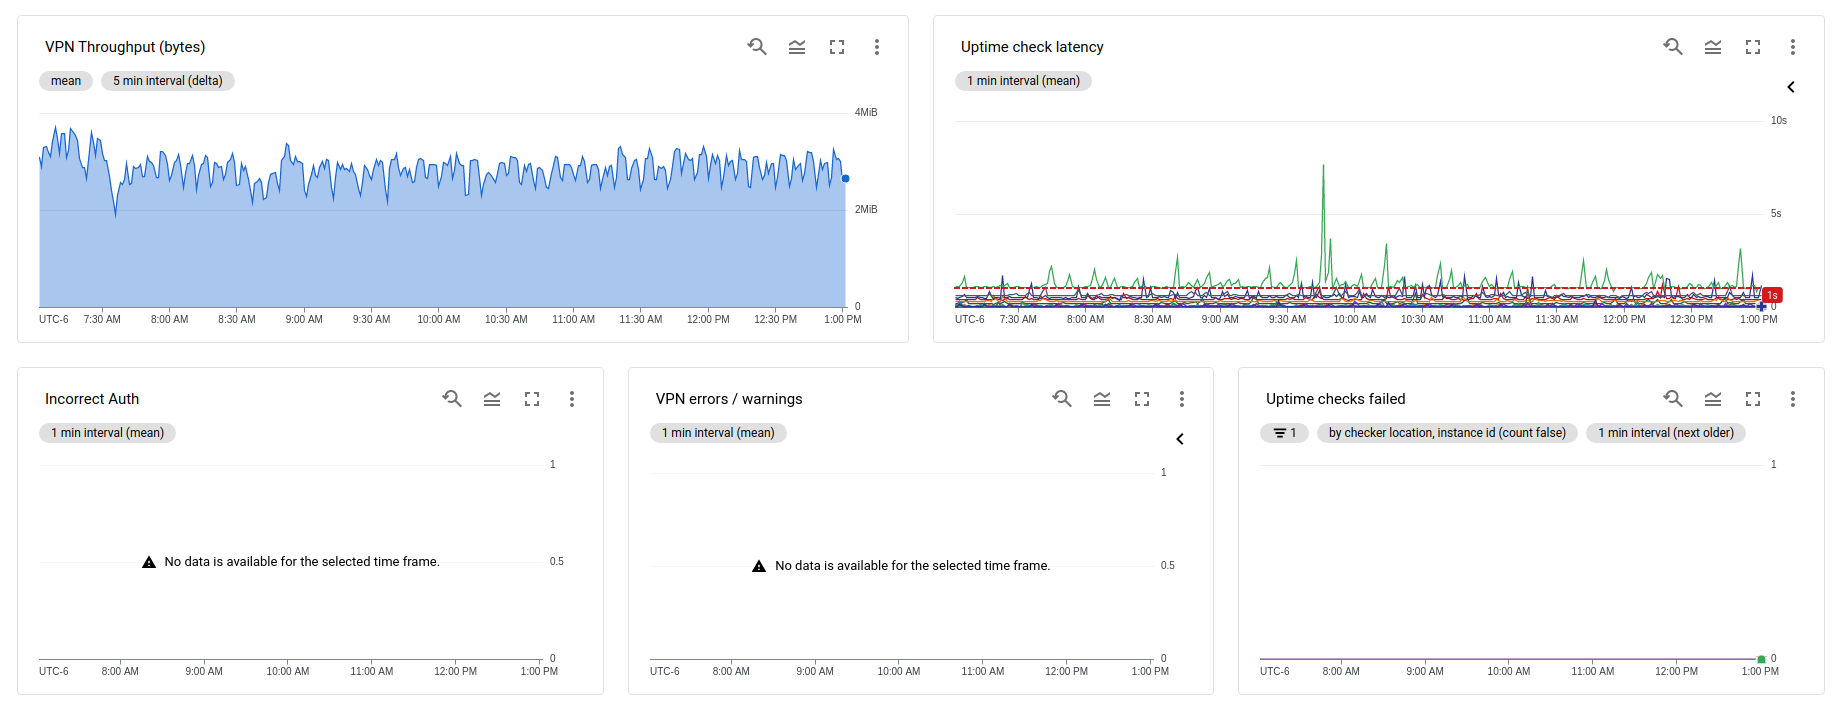 VPN Throughput (bytes)
mean 5 min interval (delta)
4MiB
2MiB
0
UTC-6 7:30 AM 8:00 AM 8:30 AM 9:00 AM 9:30 AM 10:00 AM 10:30 AM 11:00 AM 11:30 AM 12:00 PM 12:30 PM 1:00 PM
Uptime check latency
1 min interval (mean)
10s
5s
1s
0
UTC-6 7:30 AM 8:00 AM 8:30 AM 9:00 AM 9:30 AM 10:00 AM 10:30 AM 11:00 AM 11:30 AM 12:00 PM 12:30 PM 1:00 PM
Incorrect Auth
1 min interval (mean)
1
No data is available for the selected time frame.
0.5
0
UTC-6 8:00 AM 9:00 AM 10:00 AM 11:00 AM 12:00 PM 1:00 PM
VPN errors / warnings
1 min interval (mean)
1
No data is available for the selected time frame.
0.5
0
UTC-6 8:00 AM 9:00 AM 10:00 AM 11:00 AM 12:00 PM 1:00 PM
Uptime checks failed
1 by checker location, instance id (count false) 1 min interval (next older)
1
0
UTC-6 8:00 AM 9:00 AM 10:00 AM 11:00 AM 12:00 PM 1:00 PM